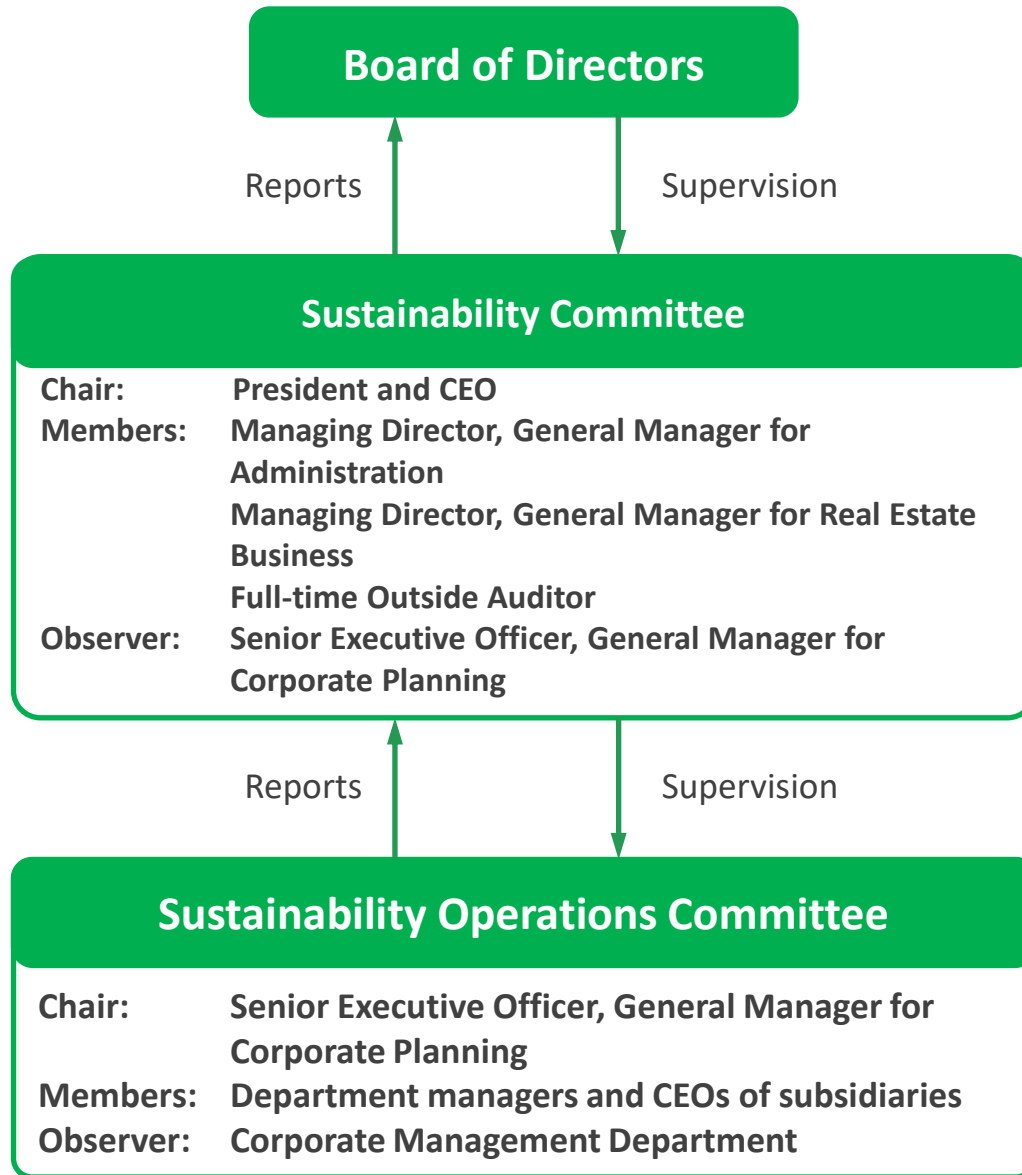 Board of Directors
Reports
Supervision
Sustainability Committee
Chair: President and CEO
Members: Managing Director, General Manager for
Administration
Managing Director, General Manager for Real Estate
Business
Full-time Outside Auditor
Observer: Senior Executive Officer, General Manager for
Corporate Planning
Reports
Supervision
Sustainability Operations Committee
Chair: Senior Executive Officer, General Manager for
Corporate Planning
Members: Department managers and CEOs of subsidiaries
Observer: Corporate Management Department